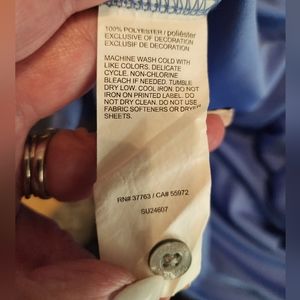 100% POLYESTER / poliéster
EXCLUSIVE OF DECORATION
EXCLUSIF DE DÉCORATION
MACHINE WASH COLD WITH
LIKE COLORS. DELICATE
CYCLE. NON-CHLORINE
BLEACH IF NEEDED. TUMBLE
DRY LOW. COOL IRON. DO NOT
IRON ON PRINTED LABEL. DO
NOT DRY CLEAN. DO NOT USE
FABRIC SOFTENERS OR DRYER
SHEETS.
RN# 37763 / CA# 55972
SU24607